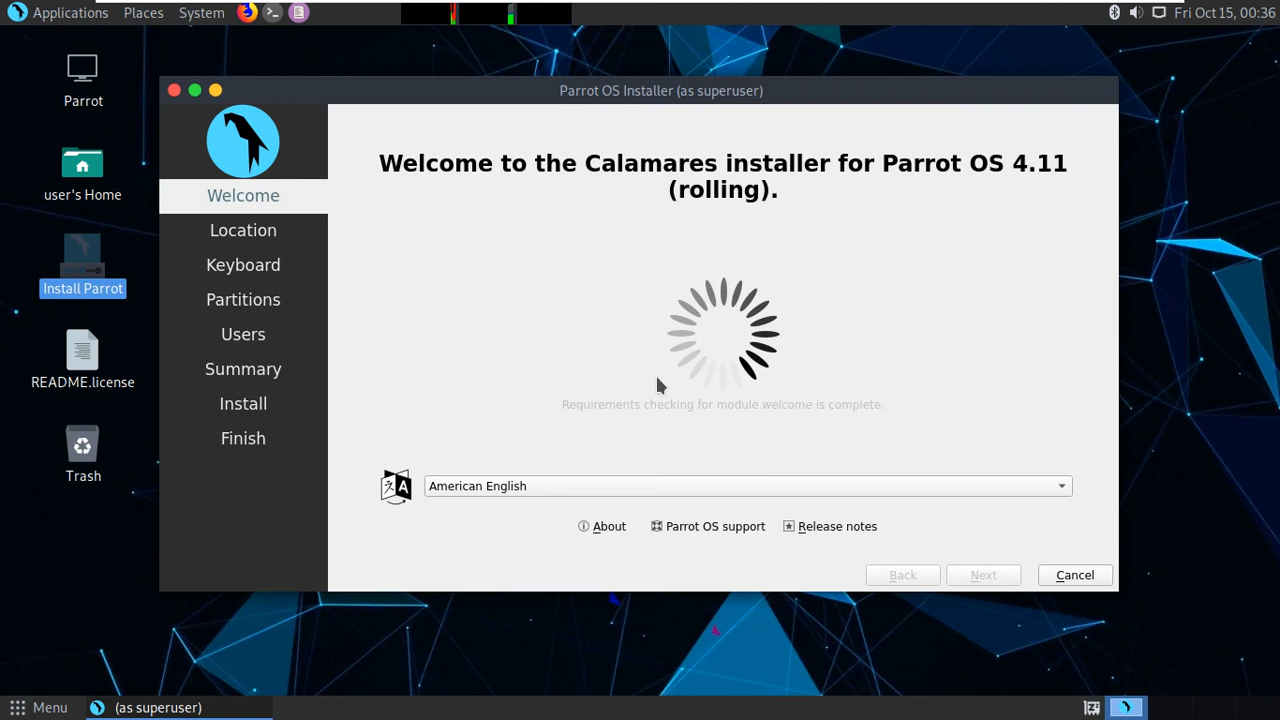 Applications Places System
Fri Oct 15, 00:36
Parrot
user's Home
Install Parrot
README.license
Trash
Parrot OS Installer (as superuser)
Welcome
Location
Keyboard
Partitions
Users
Summary
Install
Finish
Welcome to the Calamares installer for Parrot OS 4.11
(rolling).
Requirements checking for module welcome is complete.
American English
About Parrot OS support Release notes
Back Next Cancel
Menu (as superuser)